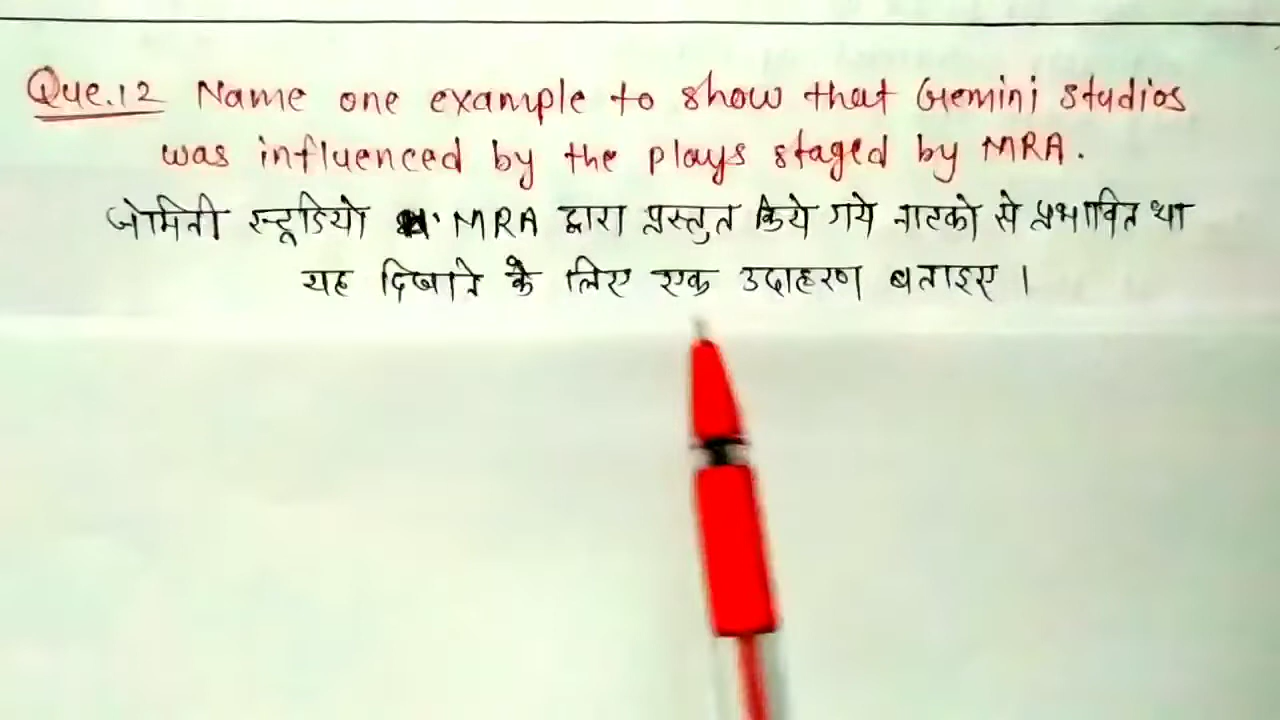 Que.12 Name one example to show that Gemini studios
was influenced by the plays staged by MRA.
जेमिनी स्टूडियो MRA द्वारा प्रस्तुत किये गये नाटको से प्रभावित था
यह दिखाने के लिए एक उदाहरण बताइए ।